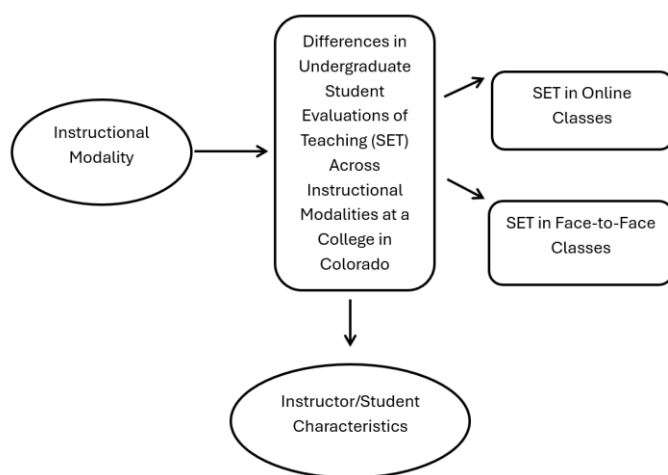 Instructional
Modality
Differences in
Undergraduate
Student
Evaluations of
Teaching (SET)
Across
Instructional
Modalities at a
College in
Colorado
SET in Online
Classes
SET in Face-to-Face
Classes
Instructor/Student
Characteristics